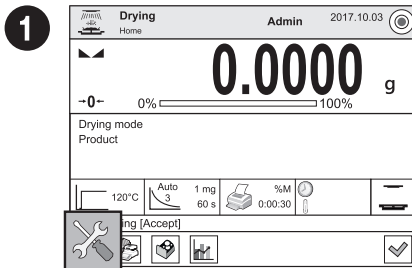 1
Drying
Home
Admin
2017.10.03
0.0000 g
→0←
0% 100%
Drying mode
Product
120°C
Auto
3
1 mg
60 s
%M
0:00:30
ing [Accept]